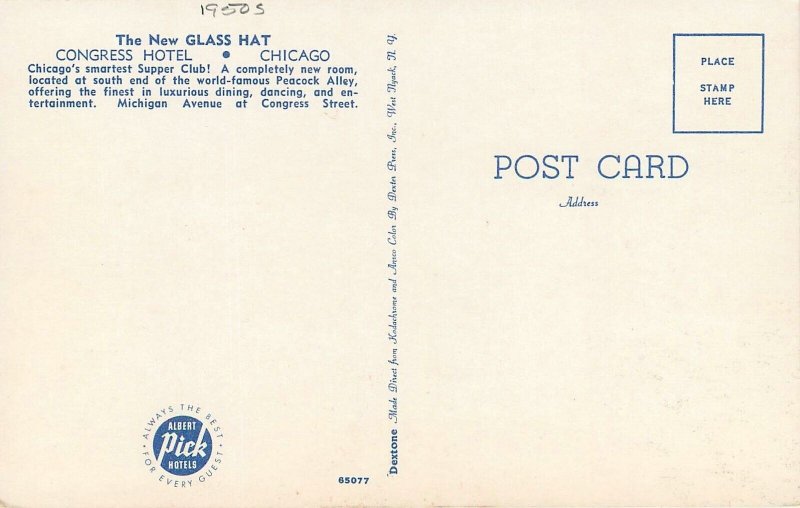 1950s
The New GLASS HAT
CONGRESS HOTEL • CHICAGO
Chicago's smartest Supper Club! A completely new room,
located at south end of the world-famous Peacock Alley,
offering the finest in luxurious dining, dancing, and en-
tertainment. Michigan Avenue at Congress Street.
ALWAYS THE BEST
ALBERT
Pick
HOTELS
• FOR EVERY GUEST •
65077
Dextone Made Direct from Kodachrome and Ansco Color By Dexter Press, Inc., West Nyack, N. Y.
PLACE
STAMP
HERE
POST CARD
Address